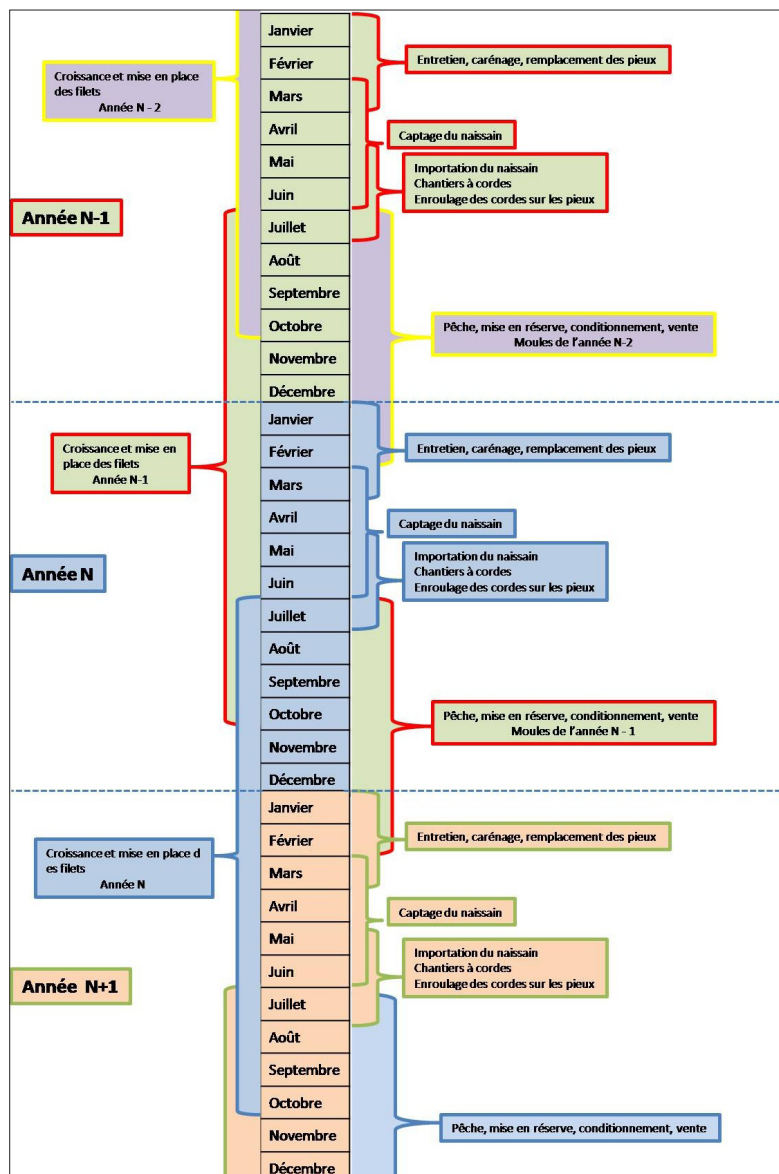 Janvier
Février
Entretien, carénage, remplacement des pieux
Croissance et mise en place
des filets
Année N - 2
Mars
Avril
Captage du naissain
Mai
Juin
Importation du naissain
Chantiers à cordes
Enroulage des cordes sur les pieux
Année N-1
Juillet
Août
Septembre
Octobre
Pêche, mise en réserve, conditionnement, vente
Moules de l'année N-2
Novembre
Décembre
Janvier
Février
Entretien, carénage, remplacement des pieux
Croissance et mise en
place des filets
Année N-1
Mars
Avril
Captage du naissain
Mai
Juin
Importation du naissain
Chantiers à cordes
Enroulage des cordes sur les pieux
Année N
Juillet
Août
Septembre
Octobre
Pêche, mise en réserve, conditionnement, vente
Moules de l'année N - 1
Novembre
Décembre
Janvier
Février
Entretien, carénage, remplacement des pieux
Croissance et mise en place d
es filets
Année N
Mars
Avril
Captage du naissain
Mai
Juin
Importation du naissain
Chantiers à cordes
Enroulage des cordes sur les pieux
Année N+1
Juillet
Août
Septembre
Octobre
Pêche, mise en réserve, conditionnement, vente
Novembre
Décembre